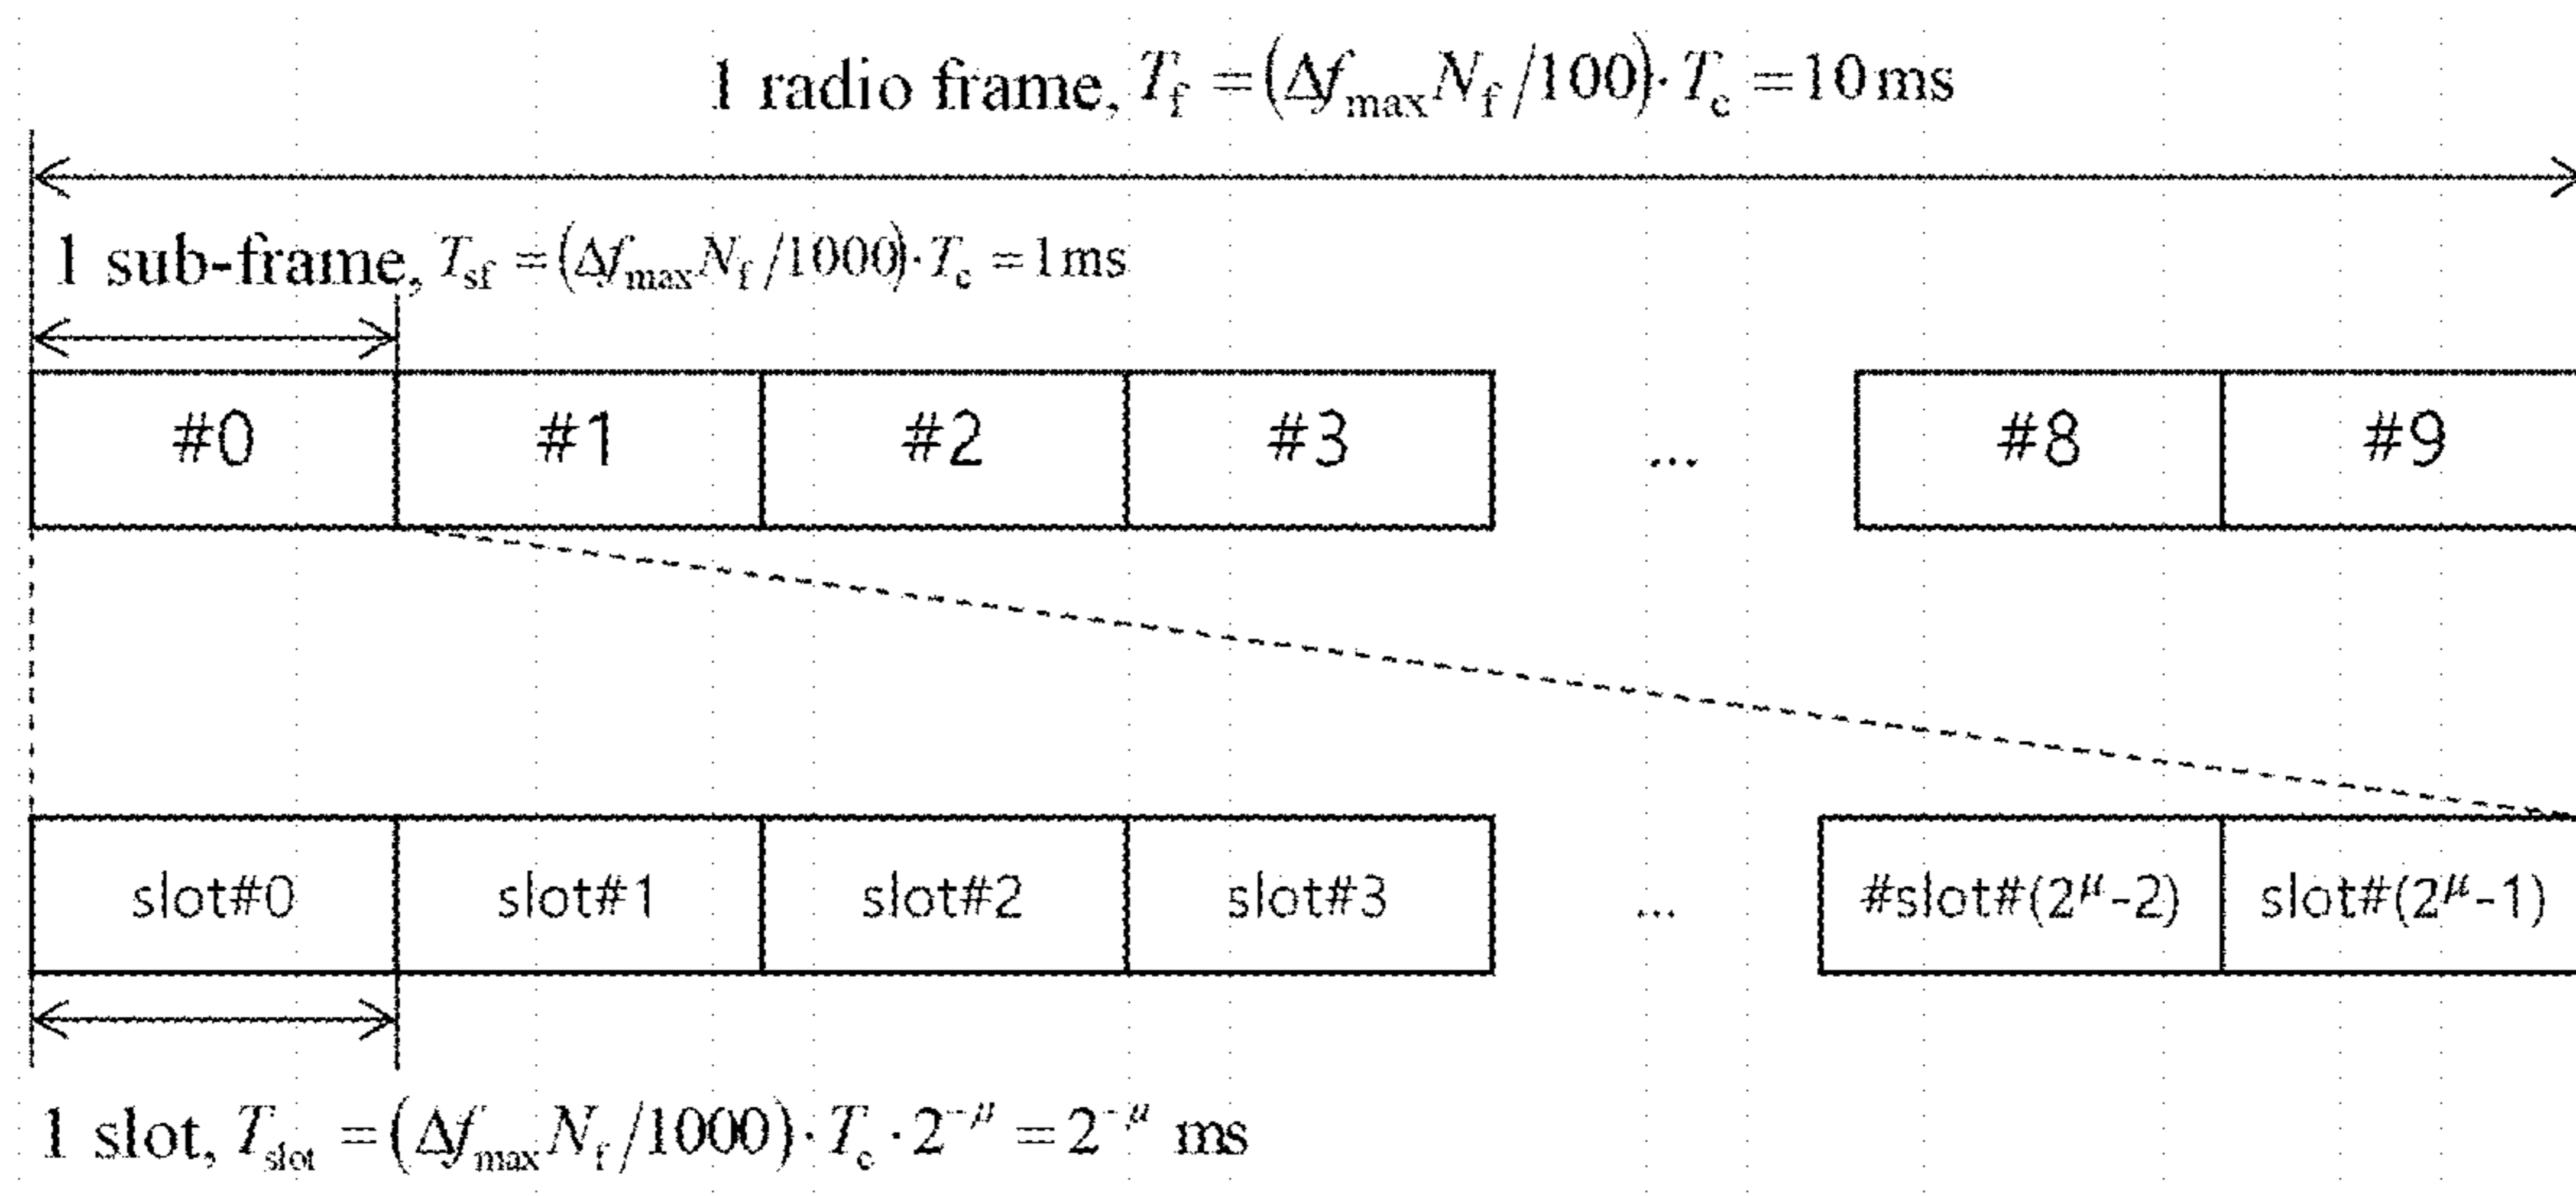 1 radio frame, T_f = (Δf_max N_f /100) · T_c = 10 ms
1 sub-frame, T_sf = (Δf_max N_f /1000) · T_c = 1 ms
#0 #1 #2 #3 ... #8 #9
slot#0 slot#1 slot#2 slot#3 ... #slot#(2^μ-2) slot#(2^μ-1)
1 slot, T_slot = (Δf_max N_f /1000) · T_c · 2^-μ = 2^-μ ms